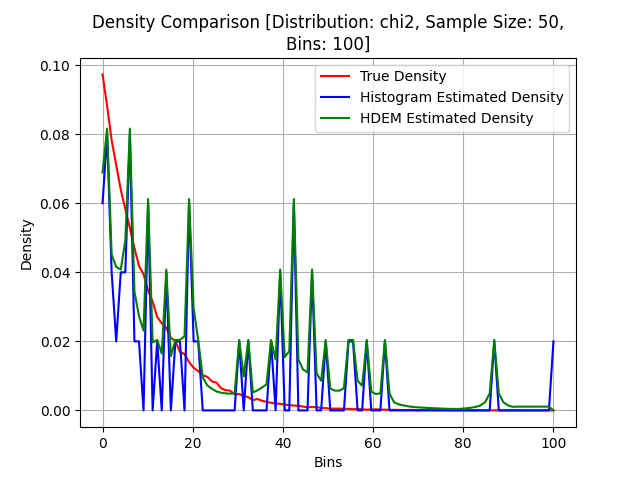 Density Comparison [Distribution: chi2, Sample Size: 50,
Bins: 100]
True Density
Histogram Estimated Density
HDEM Estimated Density
Density
0.10
0.08
0.06
0.04
0.02
0.00
0 20 40 60 80 100
Bins